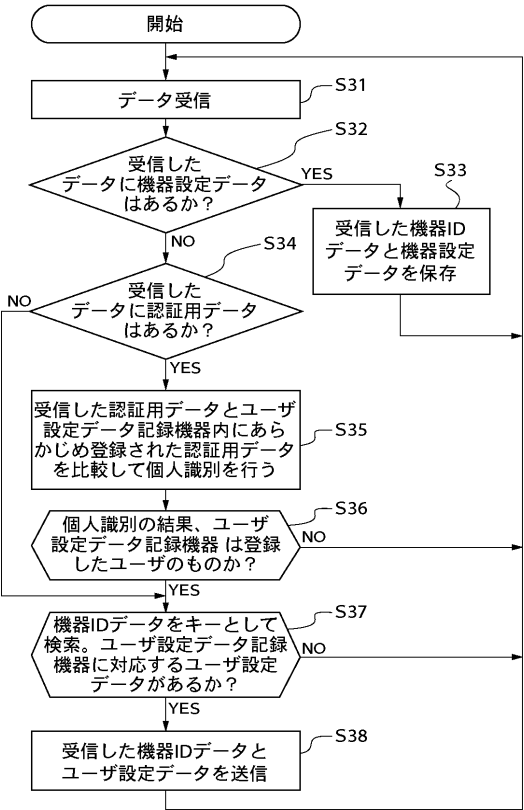 開始
データ受信
S31
受信した
データに機器設定データ
はあるか？
S32
YES
NO
受信した機器ID
データと機器設定
データを保存
S33
受信した
データに認証用データ
はあるか？
S34
NO
YES
受信した認証用データとユーザ
設定データ記録機器内にあら
かじめ登録された認証用データ
を比較して個人識別を行う
S35
個人識別の結果、ユーザ
設定データ記録機器 は登録
したユーザのものか？
S36
NO
YES
機器IDデータをキーとして
検索。ユーザ設定データ記録
機器に対応するユーザ設定
データがあるか？
S37
NO
YES
受信した機器IDデータと
ユーザ設定データを送信
S38